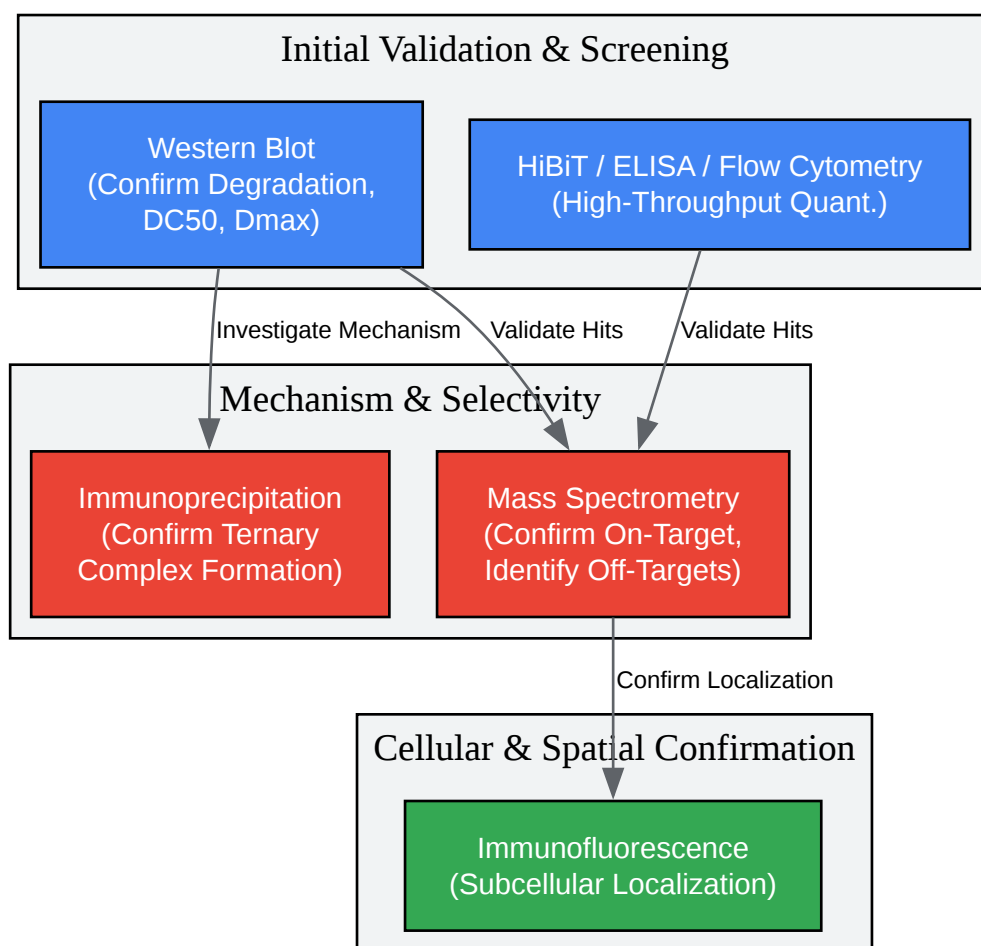 Initial Validation & Screening
Western Blot
(Confirm Degradation,
DC50, Dmax)
HiBiT / ELISA / Flow Cytometry
(High-Throughput Quant.)
Investigate Mechanism
Validate Hits
Validate Hits
Mechanism & Selectivity
Immunoprecipitation
(Confirm Ternary
Complex Formation)
Mass Spectrometry
(Confirm On-Target,
Identify Off-Targets)
Confirm Localization
Cellular & Spatial Confirmation
Immunofluorescence
(Subcellular Localization)